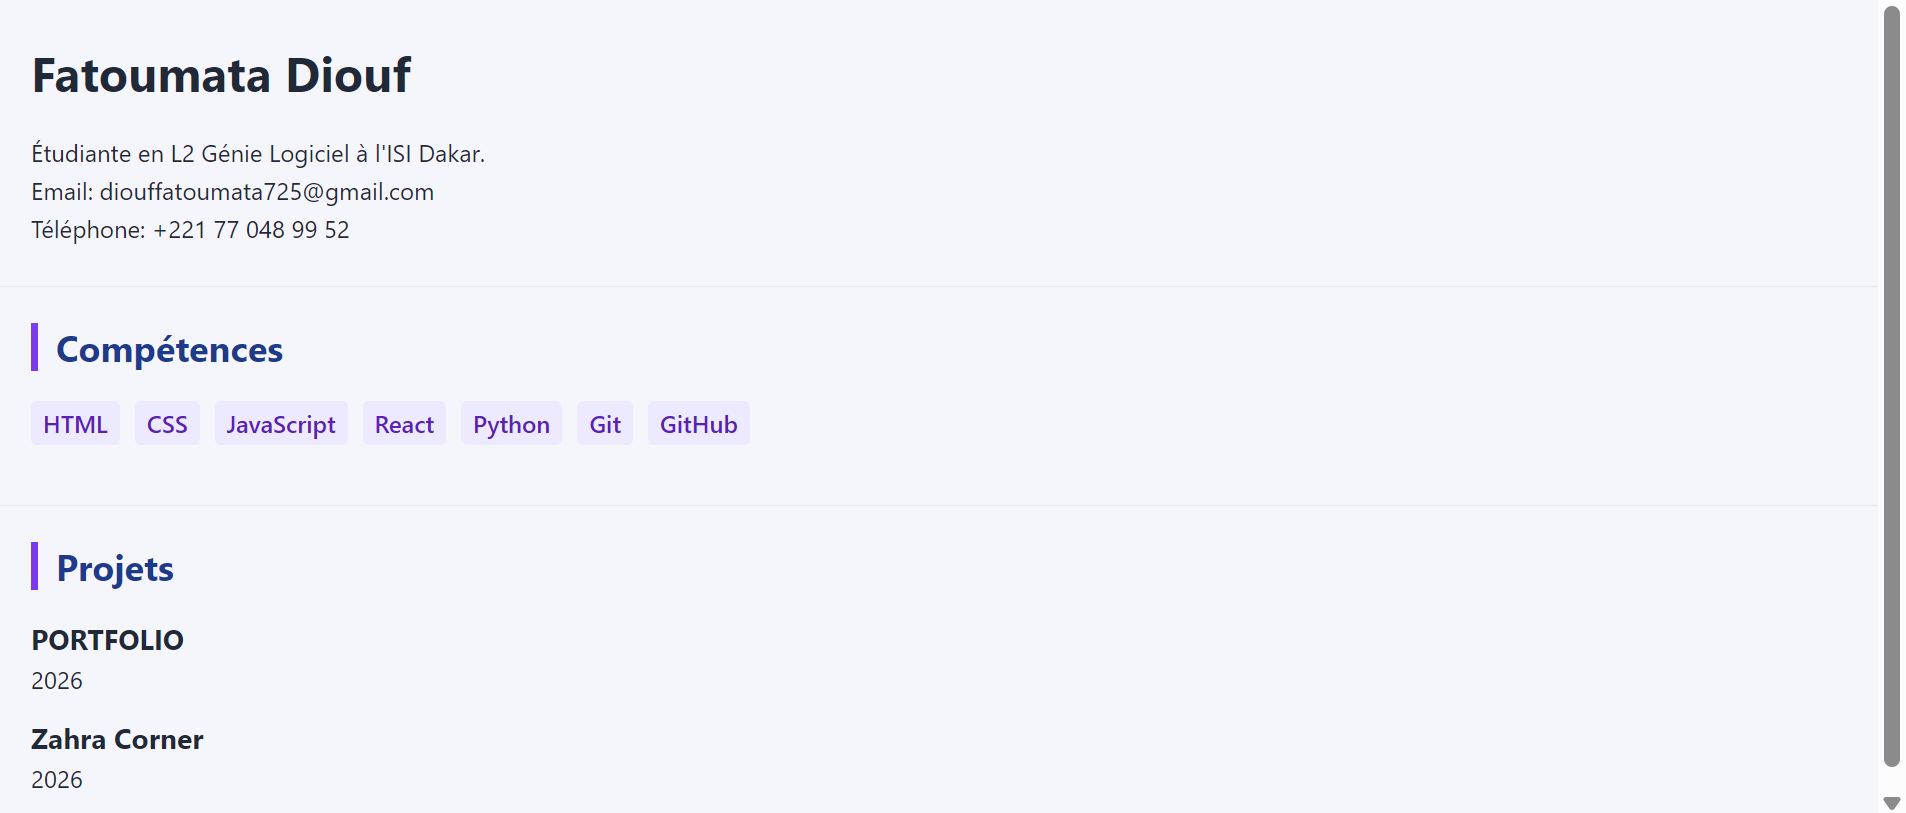 Fatoumata Diouf
Étudiante en L2 Génie Logiciel à l'ISI Dakar.
Email: diouffatoumata725@gmail.com
Téléphone: +221 77 048 99 52
Compétences
HTML CSS JavaScript React Python Git GitHub
Projets
PORTFOLIO
2026
Zahra Corner
2026